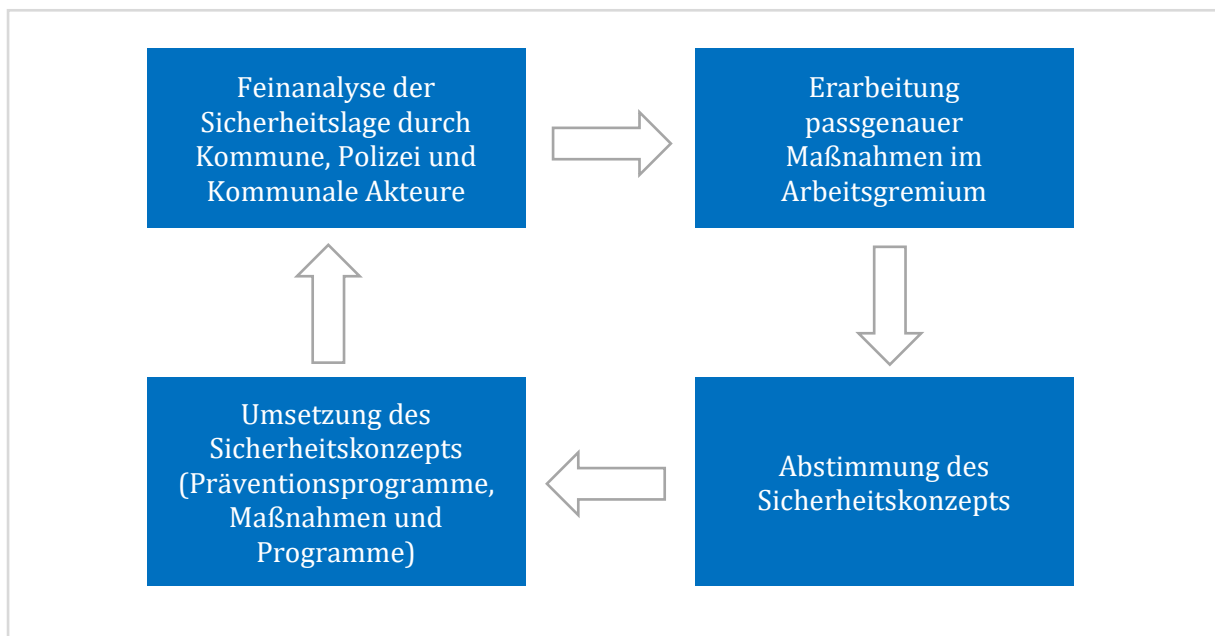 Feinanalyse der
Sicherheitslage durch
Kommune, Polizei und
Kommunale Akteure
Erarbeitung
passgenauer
Maßnahmen im
Arbeitsgremium
Umsetzung des
Sicherheitskonzepts
(Präventionsprogramme,
Maßnahmen und
Programme)
Abstimmung des
Sicherheitskonzepts